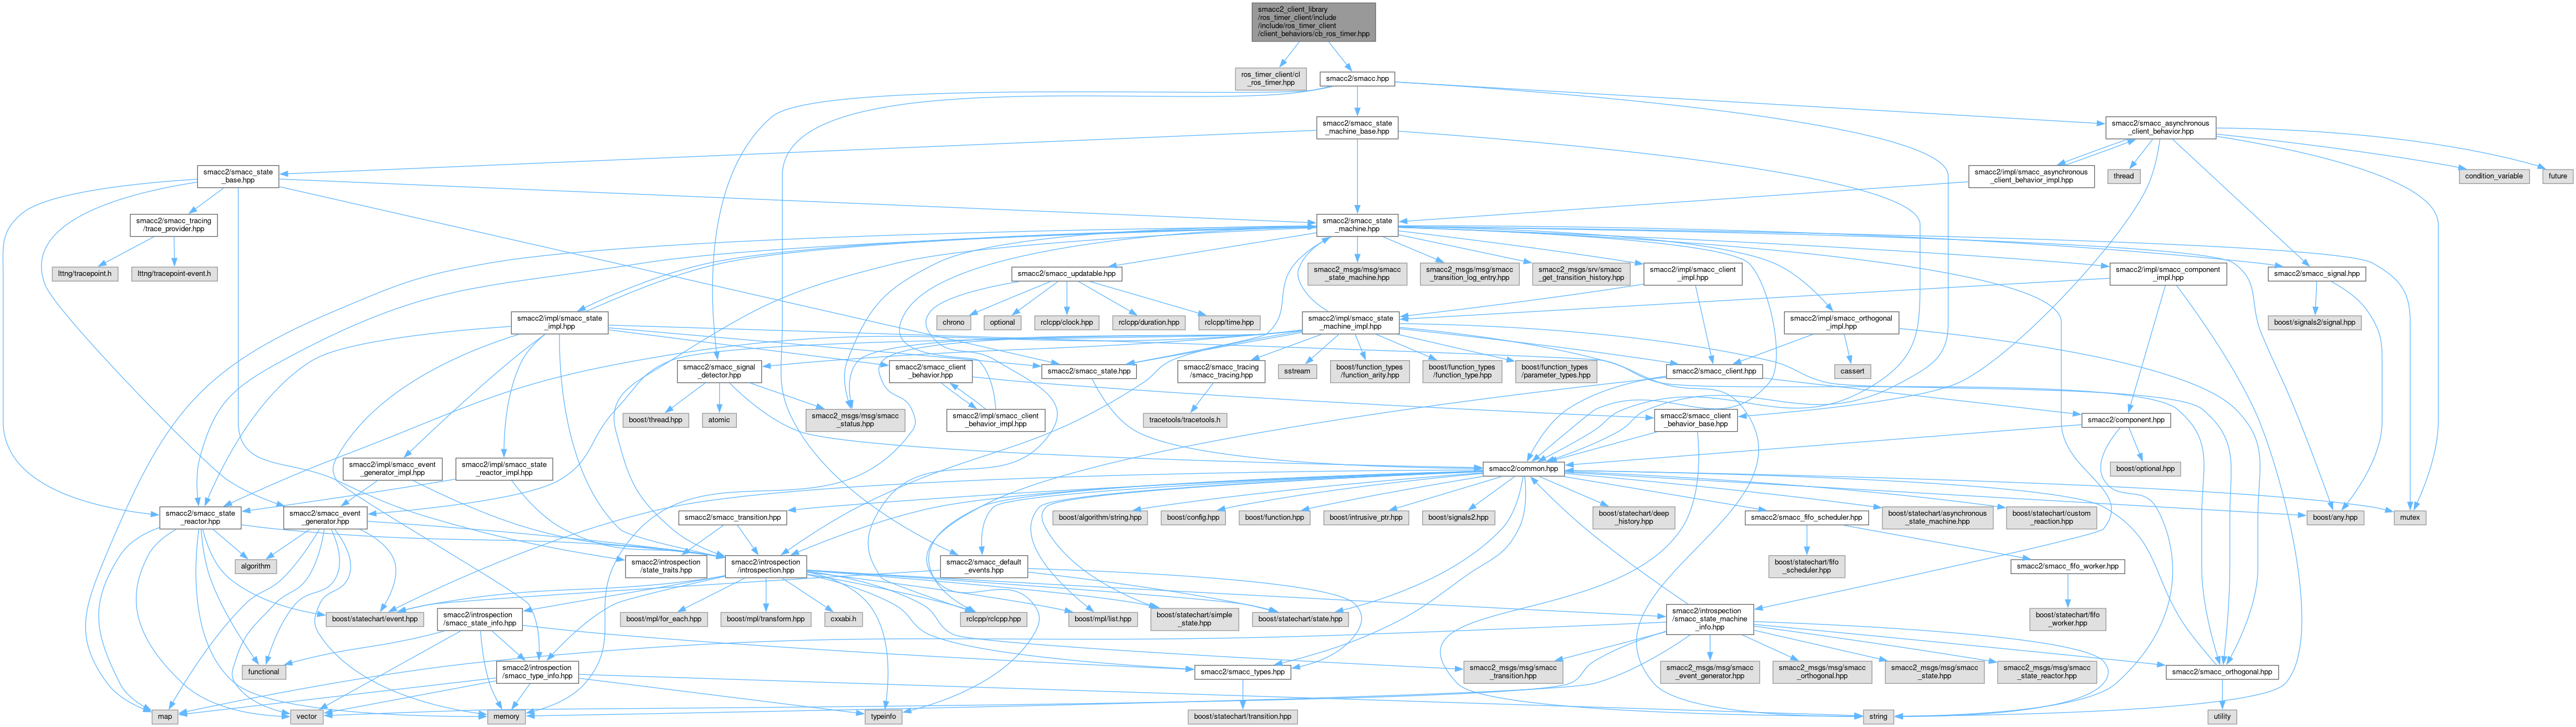 smacc2_client_library
/ros_timer_client/include
/include/ros_timer_client
/client_behaviors/cb_ros_timer.hpp
ros_timer_client/cl
_ros_timer.hpp
smacc2/smacc.hpp
smacc2/smacc_state
_machine_base.hpp
smacc2/smacc_asynchronous
_client_behavior.hpp
smacc2/smacc_state
_base.hpp
smacc2/impl/smacc_asynchronous
_client_behavior_impl.hpp
thread
condition_variable
future
smacc2/smacc_tracing
/trace_provider.hpp
smacc2/smacc_state
_machine.hpp
lttng/tracepoint.h
lttng/tracepoint-event.h
smacc2/smacc_updatable.hpp
smacc2_msgs/msg/smacc
_state_machine.hpp
smacc2_msgs/msg/smacc
_transition_log_entry.hpp
smacc2_msgs/srv/smacc
_get_transition_history.hpp
smacc2/impl/smacc_client
_impl.hpp
smacc2/impl/smacc_component
_impl.hpp
smacc2/smacc_signal.hpp
smacc2/impl/smacc_state
_impl.hpp
chrono
optional
rclcpp/clock.hpp
rclcpp/duration.hpp
rclcpp/time.hpp
smacc2/impl/smacc_state
_machine_impl.hpp
smacc2/impl/smacc_orthogonal
_impl.hpp
boost/signals2/signal.hpp
smacc2/smacc_signal
_detector.hpp
smacc2/smacc_client
_behavior.hpp
smacc2/smacc_state.hpp
smacc2/smacc_tracing
/smacc_tracing.hpp
sstream
boost/function_types
/function_arity.hpp
boost/function_types
/function_type.hpp
boost/function_types
/parameter_types.hpp
smacc2/smacc_client.hpp
cassert
boost/thread.hpp
atomic
smacc2_msgs/msg/smacc
_status.hpp
smacc2/impl/smacc_client
_behavior_impl.hpp
tracetools/tracetools.h
smacc2/smacc_client
_behavior_base.hpp
smacc2/component.hpp
smacc2/impl/smacc_event
_generator_impl.hpp
smacc2/impl/smacc_state
_reactor_impl.hpp
smacc2/common.hpp
boost/optional.hpp
smacc2/smacc_state
_reactor.hpp
smacc2/smacc_event
_generator.hpp
smacc2/smacc_transition.hpp
boost/algorithm/string.hpp
boost/config.hpp
boost/function.hpp
boost/intrusive_ptr.hpp
boost/signals2.hpp
boost/statechart/deep
_history.hpp
smacc2/smacc_fifo_scheduler.hpp
boost/statechart/asynchronous
_state_machine.hpp
boost/statechart/custom
_reaction.hpp
boost/any.hpp
mutex
algorithm
smacc2/introspection
/state_traits.hpp
smacc2/introspection
/introspection.hpp
smacc2/smacc_default
_events.hpp
boost/statechart/fifo
_scheduler.hpp
smacc2/smacc_fifo_worker.hpp
boost/statechart/event.hpp
smacc2/introspection
/smacc_state_info.hpp
boost/mpl/for_each.hpp
boost/mpl/transform.hpp
cxxabi.h
rclcpp/rclcpp.hpp
boost/mpl/list.hpp
boost/statechart/simple
_state.hpp
boost/statechart/state.hpp
smacc2/introspection
/smacc_state_machine
_info.hpp
boost/statechart/fifo
_worker.hpp
functional
smacc2/introspection
/smacc_type_info.hpp
smacc2/smacc_types.hpp
smacc2_msgs/msg/smacc
_transition.hpp
smacc2_msgs/msg/smacc
_event_generator.hpp
smacc2_msgs/msg/smacc
_orthogonal.hpp
smacc2_msgs/msg/smacc
_state.hpp
smacc2_msgs/msg/smacc
_state_reactor.hpp
smacc2/smacc_orthogonal.hpp
map
vector
memory
typeinfo
boost/statechart/transition.hpp
string
utility